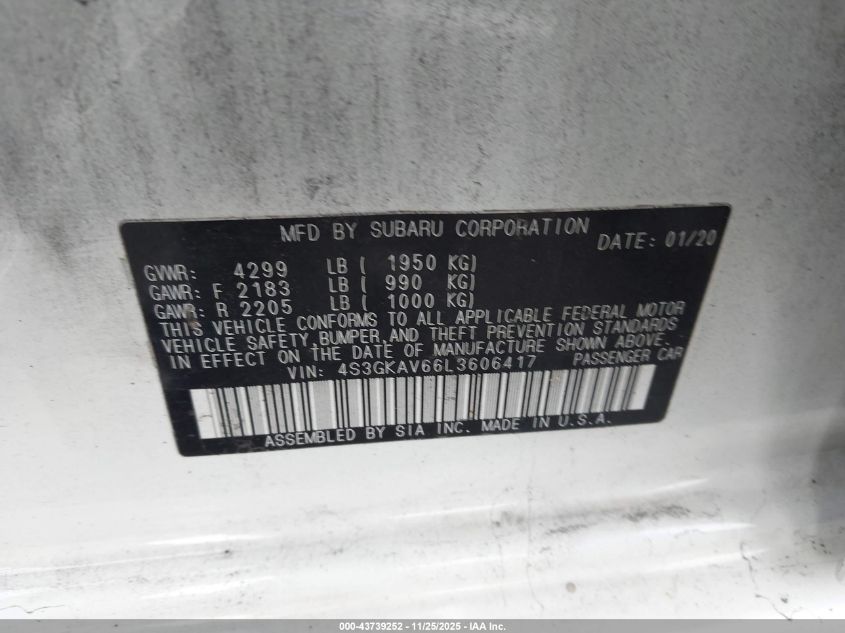 MFD BY SUBARU CORPORATION DATE: 01/20
GVWR: 4299 LB ( 1950 KG)
GAWR: F 2183 LB ( 990 KG)
GAWR: R 2205 LB ( 1000 KG)
THIS VEHICLE CONFORMS TO ALL APPLICABLE FEDERAL MOTOR
VEHICLE SAFETY,BUMPER,AND THEFT PREVENTION STANDARDS
IN EFFECT ON THE DATE OF MANUFACTURE SHOWN ABOVE.
VIN: 4S3GKAV66L3606417 PASSENGER CAR
ASSEMBLED BY SIA INC. MADE IN U.S.A.
000-43739252 - 11/25/2025 - IAA Inc.